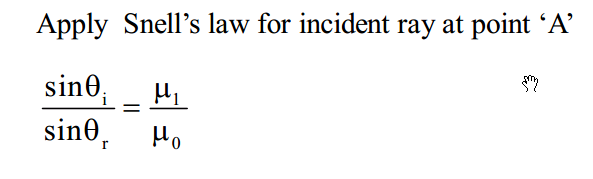 Apply Snell’s law for incident ray at point ‘A’
sinθᵢ / sinθᵣ = μ₁ / μ₀